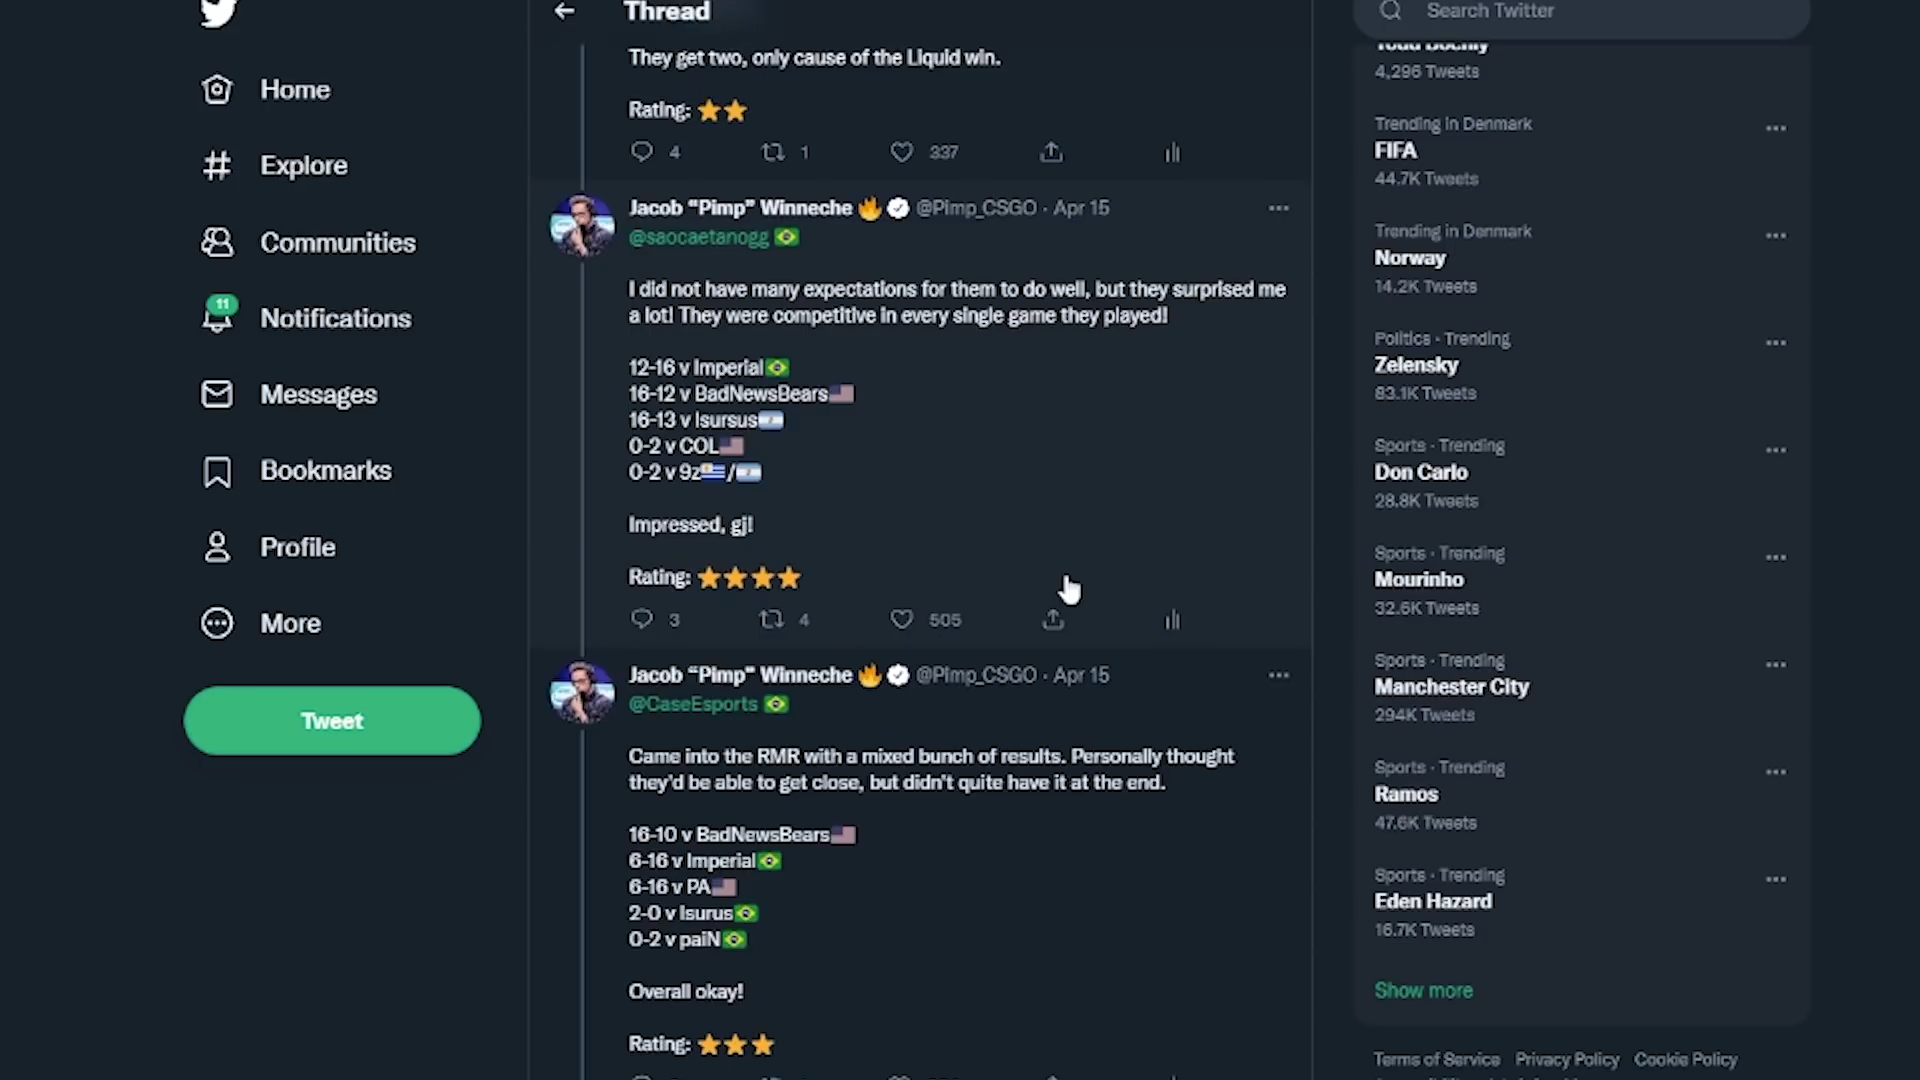 Home
Explore
Communities
11
Notifications
Messages
Bookmarks
Profile
More
Tweet
Thread
They get two, only cause of the Liquid win.
Rating: ⭐⭐
4 1 337
Jacob "Pimp" Winneche 🔥 @Pimp_CSGO · Apr 15
@saocaetanogg 🇧🇷
I did not have many expectations for them to do well, but they surprised me
a lot! They were competitive in every single game they played!
12-16 v Imperial🇧🇷
16-12 v BadNewsBears🇺🇸
16-13 v Isursus🇦🇷
0-2 v COL🇺🇸
0-2 v 9z🇺🇾/🇦🇷
Impressed, gj!
Rating: ⭐⭐⭐⭐
3 4 505
Jacob "Pimp" Winneche 🔥 @Pimp_CSGO · Apr 15
@CaseEsports 🇧🇷
Came into the RMR with a mixed bunch of results. Personally thought
they'd be able to get close, but didn't quite have it at the end.
16-10 v BadNewsBears🇺🇸
6-16 v Imperial🇧🇷
6-16 v PA🇺🇸
2-0 v Isurus🇧🇷
0-2 v paiN🇧🇷
Overall okay!
Rating: ⭐⭐⭐
Search Twitter
4,296 Tweets
Trending in Denmark
FIFA
44.7K Tweets
Trending in Denmark
Norway
14.2K Tweets
Politics · Trending
Zelensky
83.1K Tweets
Sports · Trending
Don Carlo
28.8K Tweets
Sports · Trending
Mourinho
32.6K Tweets
Sports · Trending
Manchester City
294K Tweets
Sports · Trending
Ramos
47.6K Tweets
Sports · Trending
Eden Hazard
16.7K Tweets
Show more
Terms of Service Privacy Policy Cookie Policy